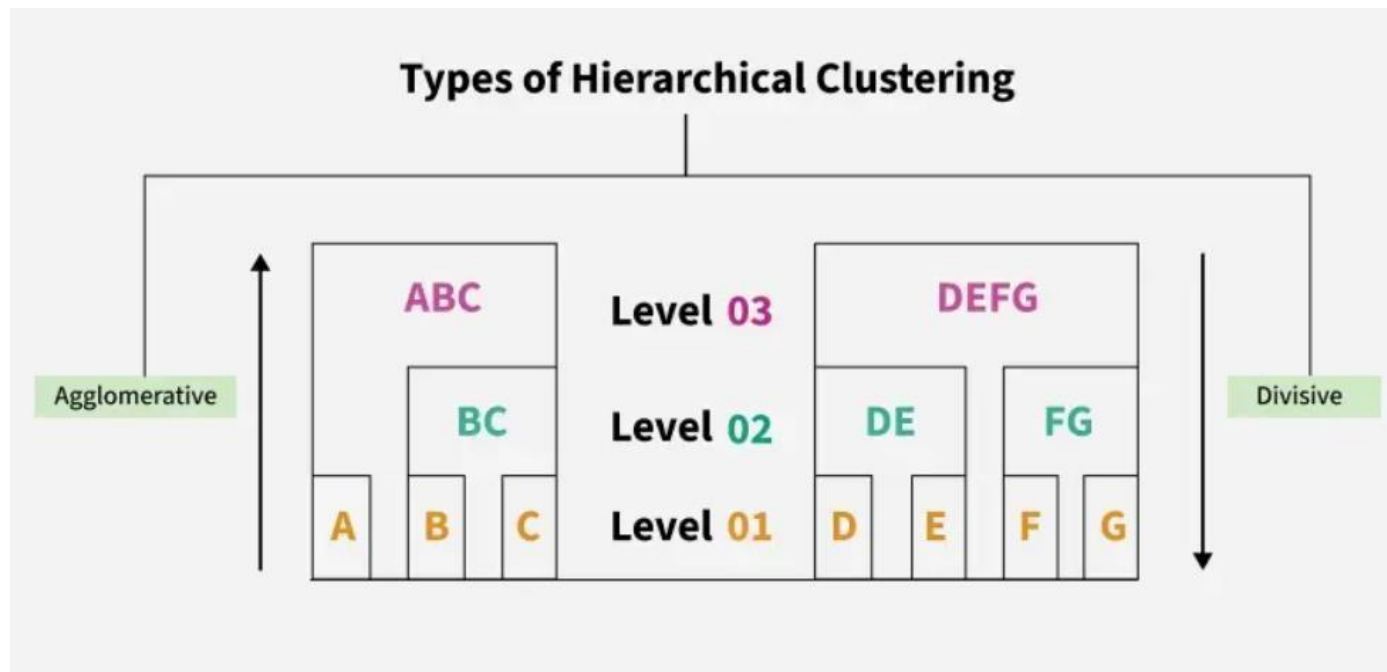 Types of Hierarchical Clustering
ABC
Level 03
DEFG
Agglomerative
BC
Level 02
DE
FG
Divisive
A
B
C
Level 01
D
E
F
G